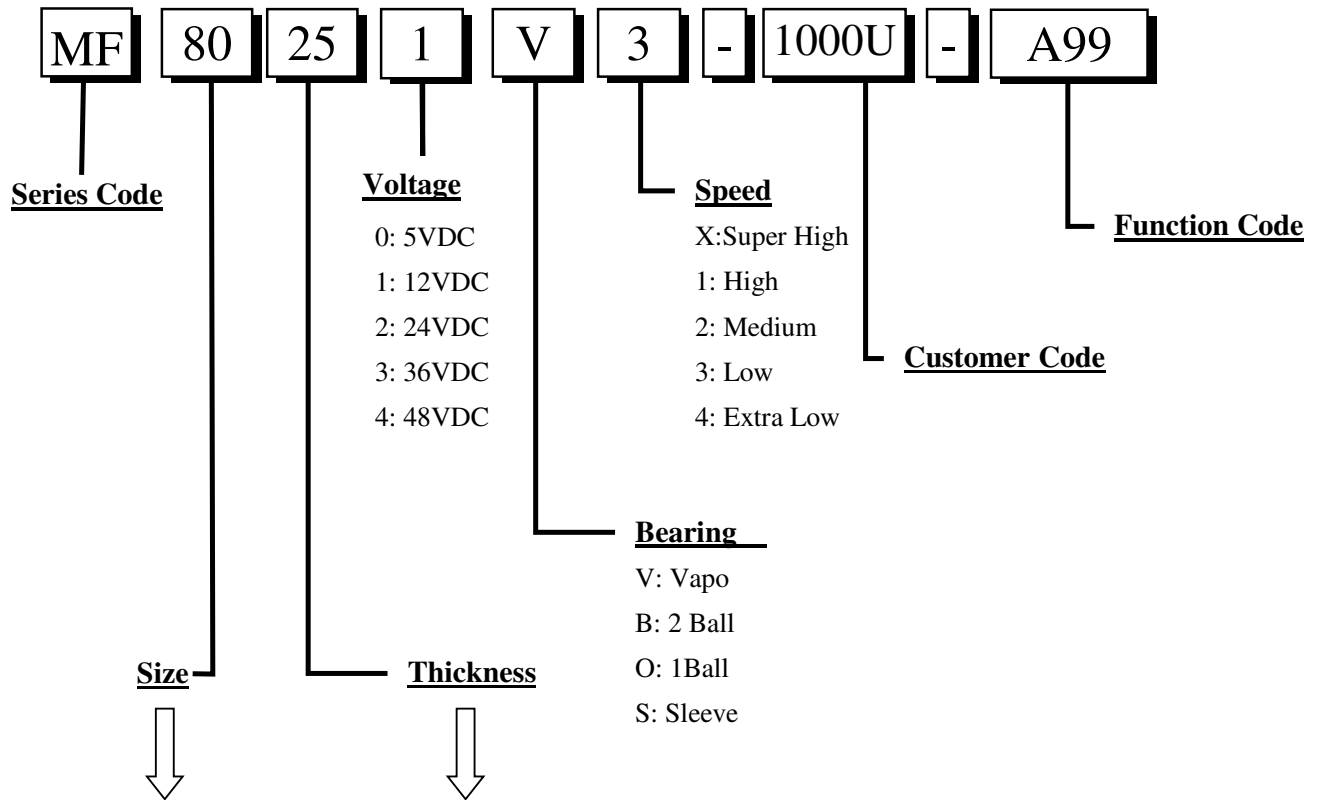 MF 80 25 1 V 3 - 1000U - A99
Series Code
Voltage
0: 5VDC
1: 12VDC
2: 24VDC
3: 36VDC
4: 48VDC
Speed
X:Super High
1: High
2: Medium
3: Low
4: Extra Low
Function Code
Customer Code
Bearing
V: Vapo
B: 2 Ball
O: 1Ball
S: Sleeve
Size
Thickness